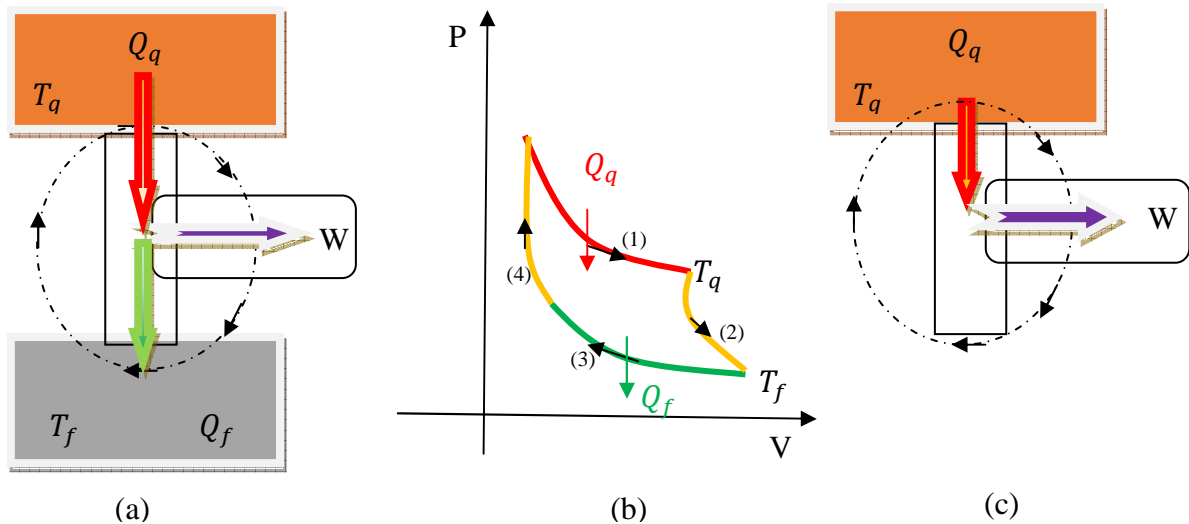 Q_q
T_q
W
T_f Q_f
(a)
P
Q_q
(1)
T_q
(4)
(2)
(3)
T_f
Q_f
V
(b)
Q_q
T_q
W
(c)